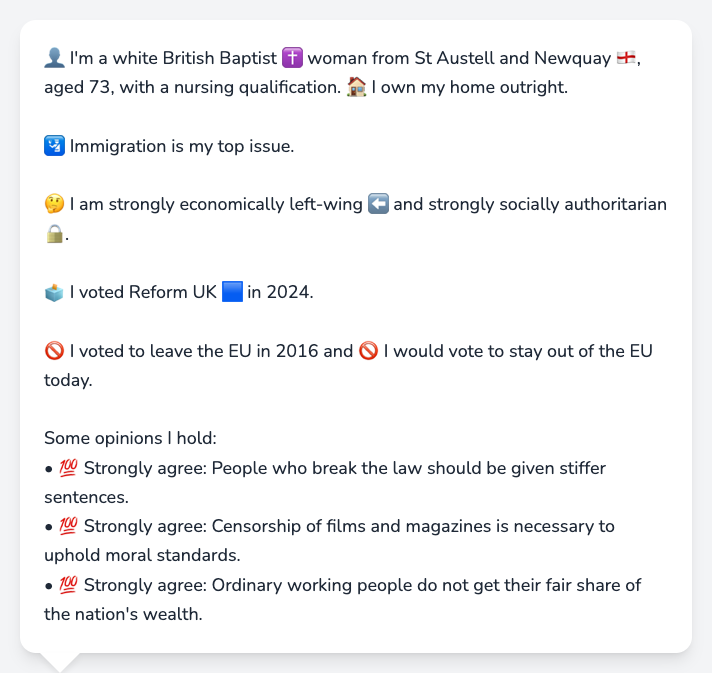 👤 I'm a white British Baptist ✝️ woman from St Austell and Newquay 🏴󠁧󠁢󠁥󠁮󠁧󠁿,
aged 73, with a nursing qualification. 🏠 I own my home outright.
🛂 Immigration is my top issue.
🤔 I am strongly economically left-wing ⬅️ and strongly socially authoritarian
🔒.
🗳️ I voted Reform UK 🟦 in 2024.
🚫 I voted to leave the EU in 2016 and 🚫 I would vote to stay out of the EU
today.
Some opinions I hold:
• 💯 Strongly agree: People who break the law should be given stiffer
sentences.
• 💯 Strongly agree: Censorship of films and magazines is necessary to
uphold moral standards.
• 💯 Strongly agree: Ordinary working people do not get their fair share of
the nation's wealth.